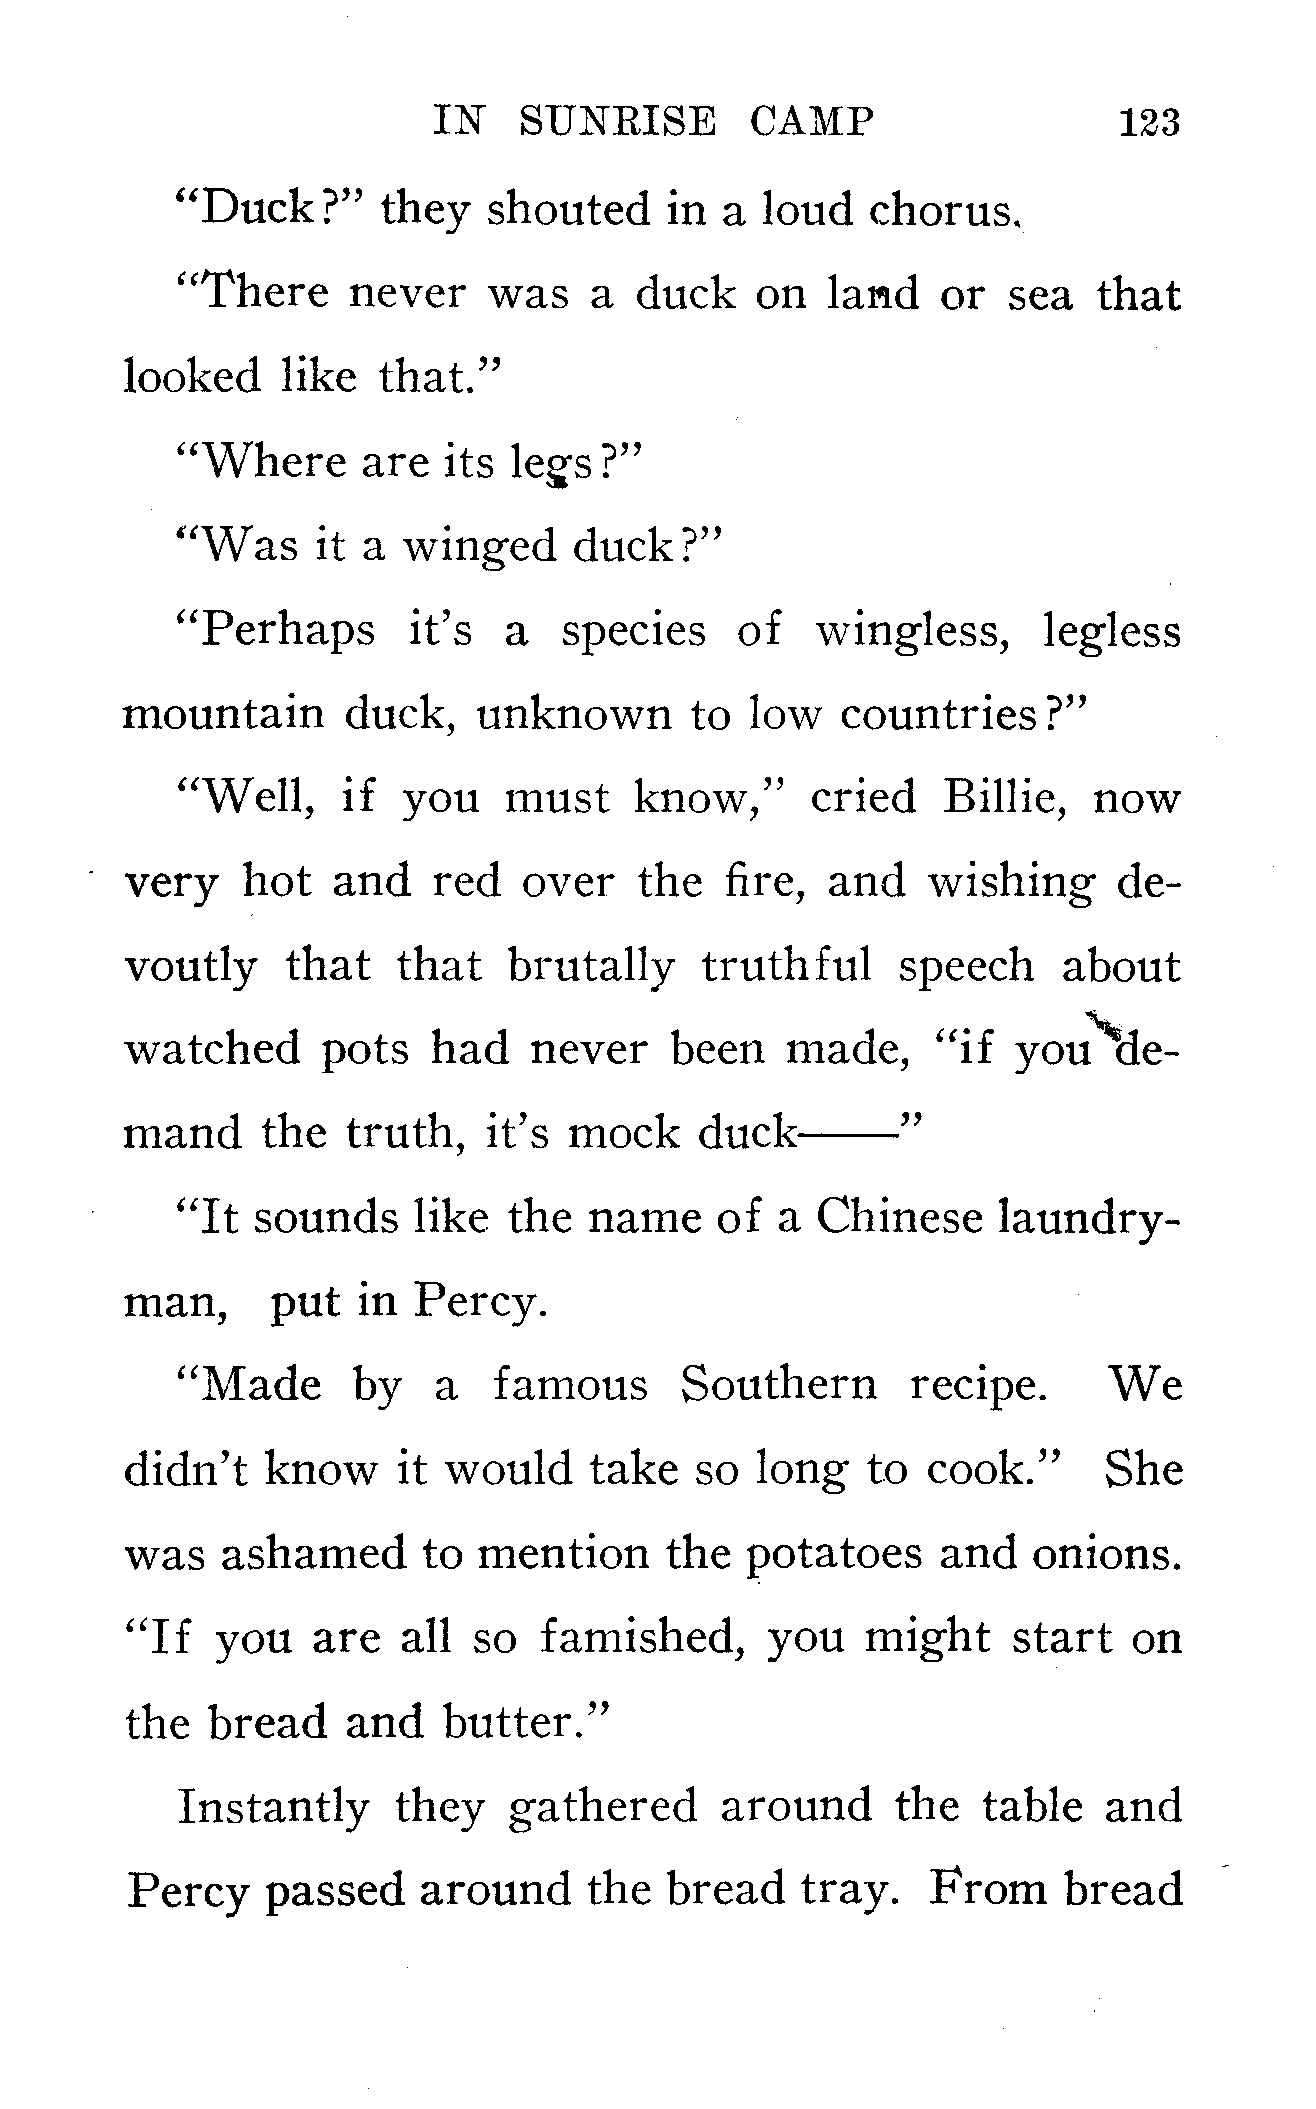 IN SUNRISE CAMP 123
“Duck?” they shouted in a loud chorus.
“There never was a duck on land or sea that
looked like that.”
“Where are its legs?”
“Was it a winged duck?”
“Perhaps it’s a species of wingless, legless
mountain duck, unknown to low countries?”
“Well, if you must know,” cried Billie, now
very hot and red over the fire, and wishing de-
voutly that that brutally truthful speech about
watched pots had never been made, “if you de-
mand the truth, it’s mock duck——”
“It sounds like the name of a Chinese laundry-
man, put in Percy.
“Made by a famous Southern recipe. We
didn’t know it would take so long to cook.” She
was ashamed to mention the potatoes and onions.
“If you are all so famished, you might start on
the bread and butter.”
Instantly they gathered around the table and
Percy passed around the bread tray. From bread